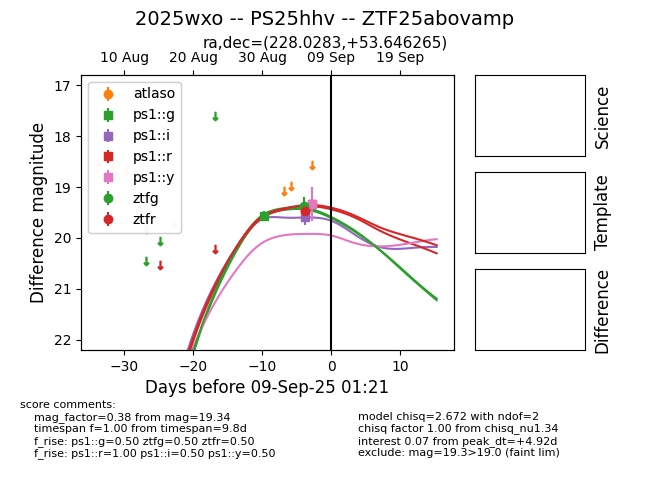 2025wxo -- PS25hhv -- ZTF25abovamp
ra,dec=(228.0283,+53.646265)
10 Aug 20 Aug 30 Aug 09 Sep 19 Sep
17
18
19
20
21
22
Difference magnitude
atlaso
ps1::g
ps1::i
ps1::r
ps1::y
ztfg
ztfr
−30 −20 −10 0 10
Days before 09-Sep-25 01:21
Science
Template
Difference
score comments:
mag_factor=0.38 from mag=19.34
timespan f=1.00 from timespan=9.8d
f_rise: ps1::g=0.50 ztfg=0.50 ztfr=0.50
f_rise: ps1::r=1.00 ps1::i=0.50 ps1::y=0.50
model chisq=2.672 with ndof=2
chisq factor 1.00 from chisq_nu1.34
interest 0.07 from peak_dt=+4.92d
exclude: mag=19.3>19.0 (faint lim)